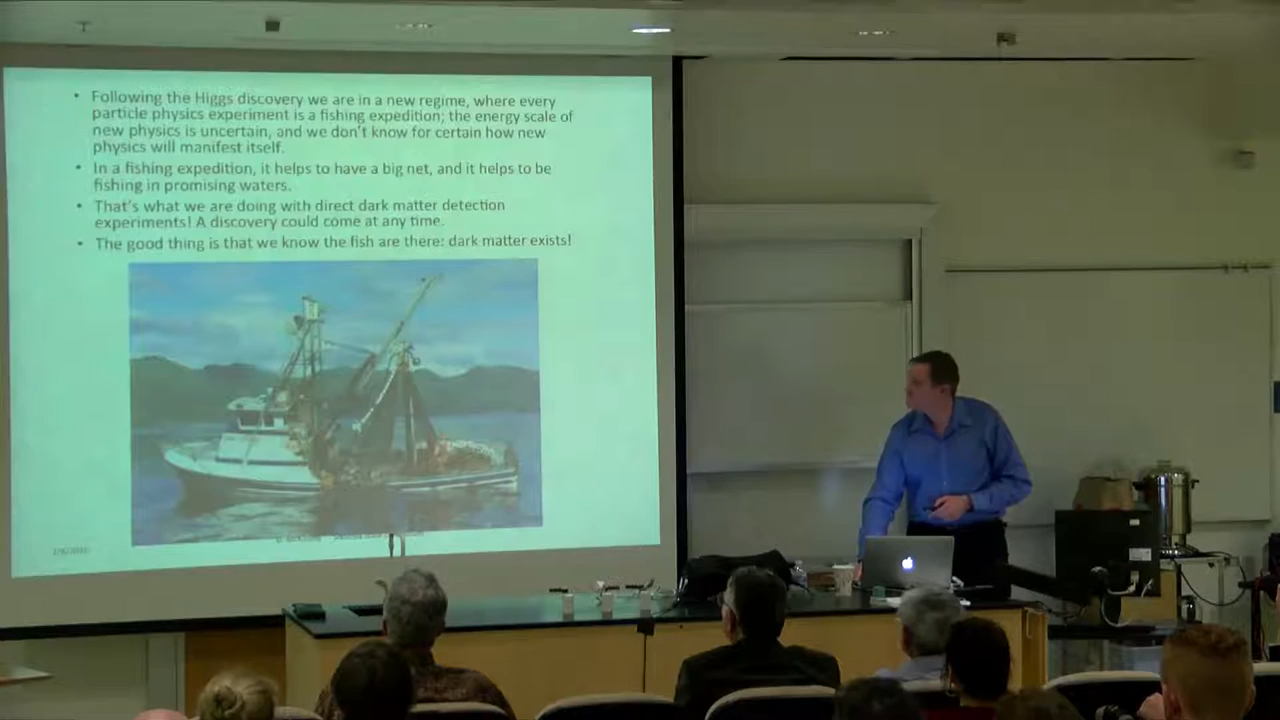 • Following the Higgs discovery we are in a new regime, where every
particle physics experiment is a fishing expedition; the energy scale of
new physics is uncertain, and we don't know for certain how new
physics will manifest itself.
• In a fishing expedition, it helps to have a big net, and it helps to be
fishing in promising waters.
• That's what we are doing with direct dark matter detection
experiments! A discovery could come at any time.
• The good thing is that we know the fish are there: dark matter exists!